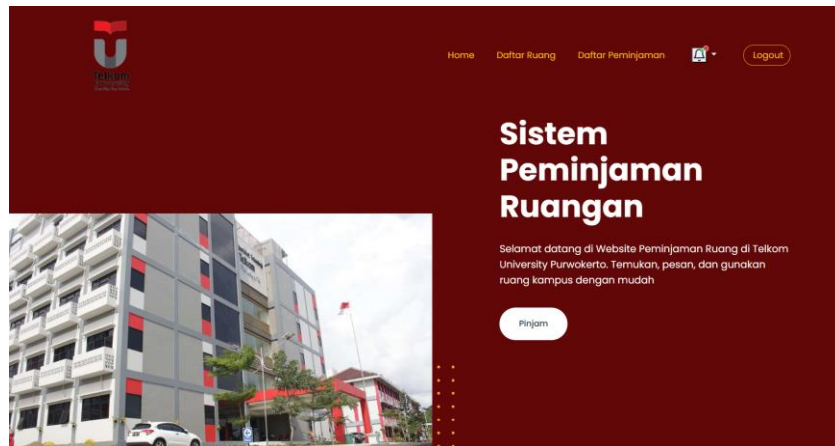 Telkom
Home
Daftar Ruang
Daftar Peminjaman
Logout
Sistem
Peminjaman
Ruangan
Selamat datang di Website Peminjaman Ruang di Telkom
University Purwokerto. Temukan, pesan, dan gunakan
ruang kampus dengan mudah
Pinjam